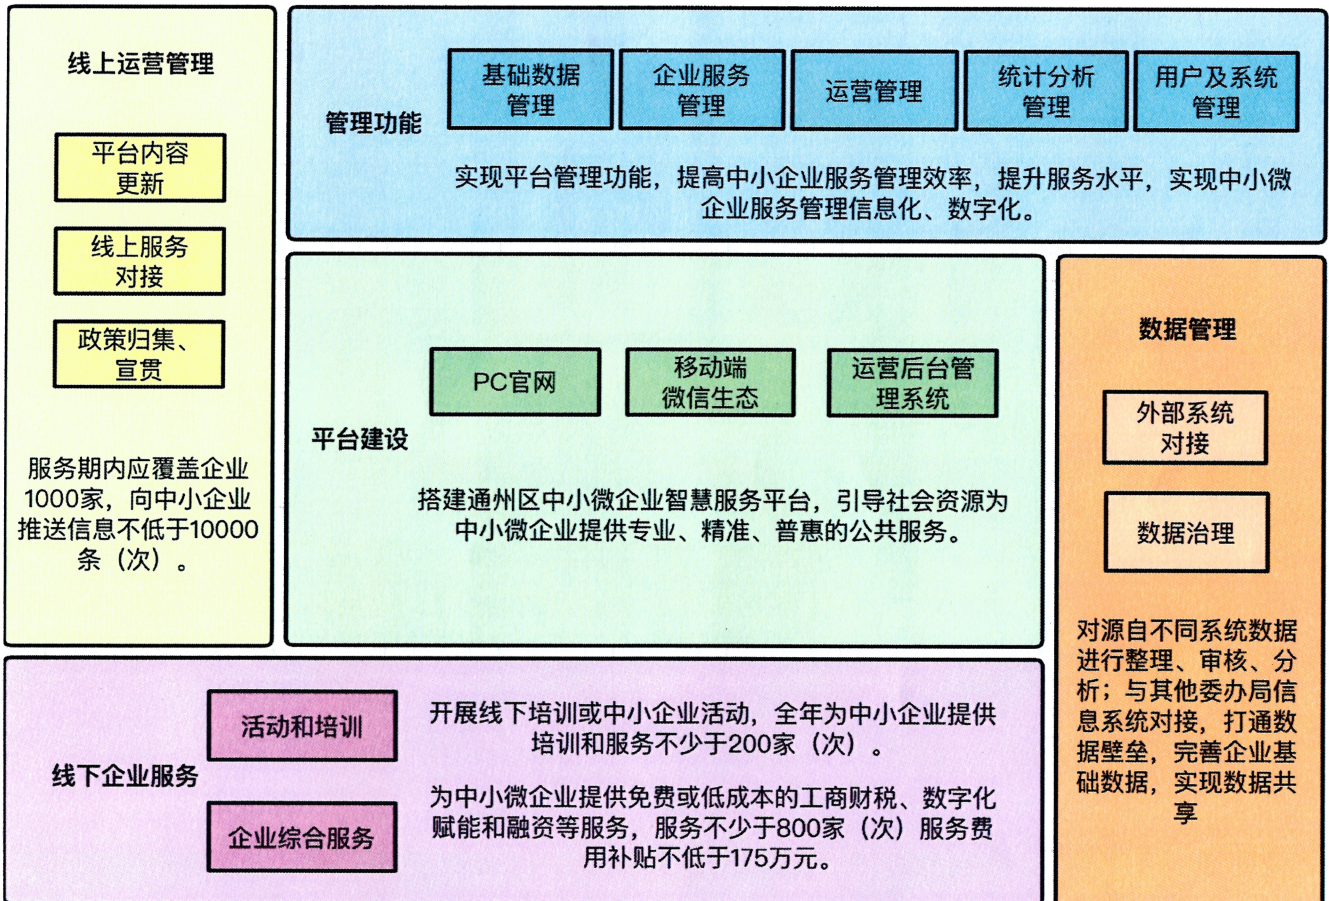 线上运营管理
平台内容
更新
线上服务
对接
政策归集、
宣贯
服务期内应覆盖企业
1000家，向中小企业
推送信息不低于10000
条（次）。
管理功能
基础数据
管理
企业服务
管理
运营管理
统计分析
管理
用户及系统
管理
实现平台管理功能，提高中小企业服务管理效率，提升服务水平，实现中小微
企业服务管理信息化、数字化。
平台建设
PC官网
移动端
微信生态
运营后台管
理系统
搭建通州区中小微企业智慧服务平台，引导社会资源为
中小微企业提供专业、精准、普惠的公共服务。
数据管理
外部系统
对接
数据治理
对源自不同系统数据
进行整理、审核、分
析；与其他委办局信
息系统对接，打通数
据壁垒，完善企业基
础数据，实现数据共
享
线下企业服务
活动和培训
开展线下培训或中小企业活动，全年为中小企业提供
培训和服务不少于200家（次）。
企业综合服务
为中小微企业提供免费或低成本的工商财税、数字化
赋能和融资等服务，服务不少于800家（次）服务费
用补贴不低于175万元。